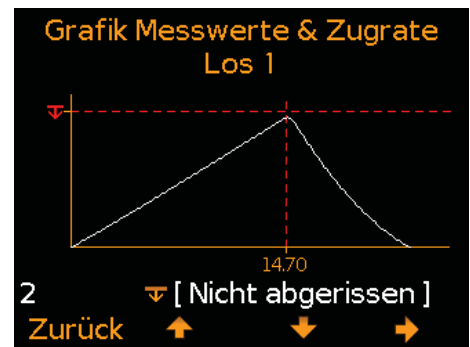 Grafik Messwerte & Zugrate
Los 1
14.70
2 [ Nicht abgerissen ]
Zurück